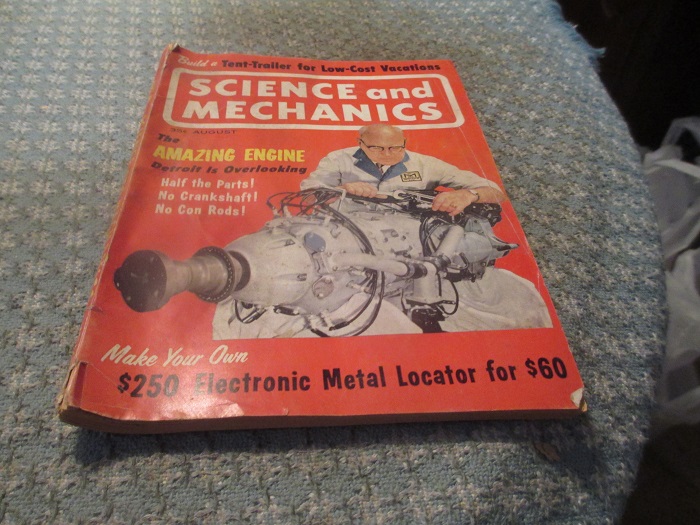 Build a Tent-Trailer for Low-Cost Vacations
SCIENCE and
MECHANICS
AUGUST
The
AMAZING ENGINE
Detroit Is Overlooking
Half the Parts!
No Crankshaft!
No Con Rods!
Make Your Own
$250 Electronic Metal Locator for $60